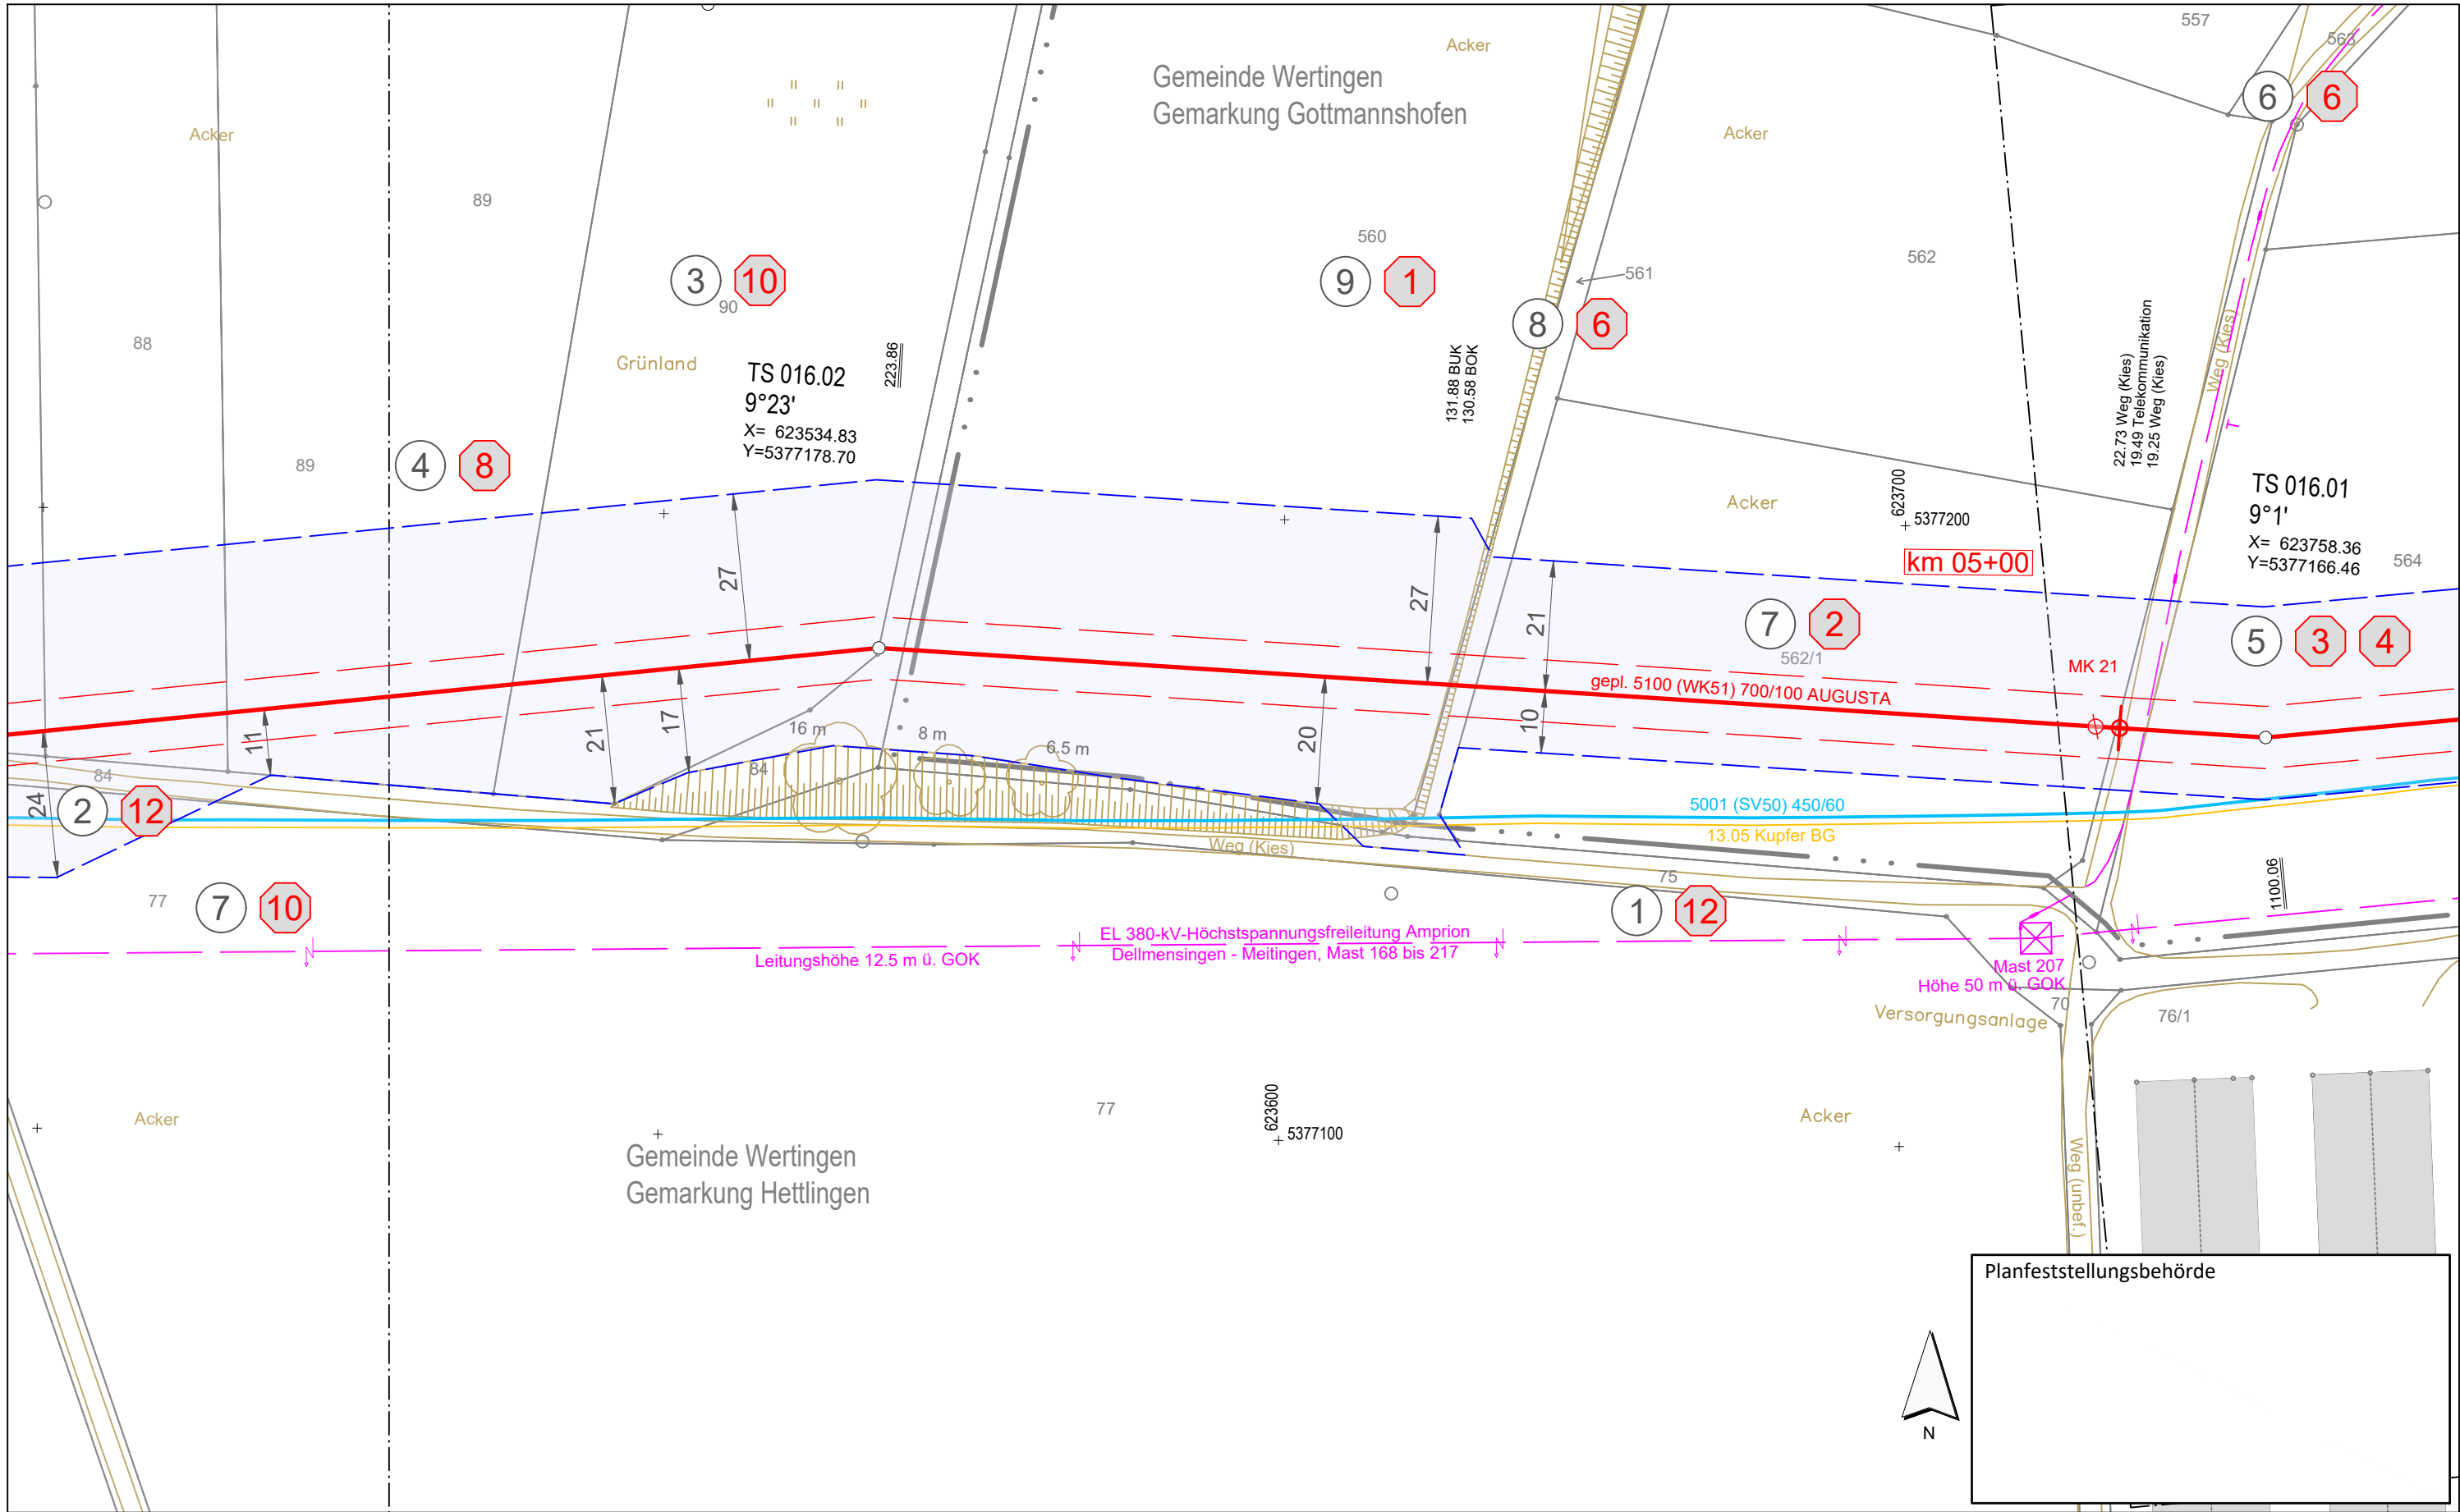 557
563
Acker
Gemeinde Wertingen
Gemarkung Gottmannshofen
6
6
Acker
Acker
89
560
562
561
3
10
9
1
90
8
6
88
Grünland
TS 016.02
9°23'
X= 623534.83
Y=5377178.70
223.86
131.88 BUK
130.58 BOK
22.73 Weg (Kies)
19.49 Telekommunikation
19.25 Weg (Kies)
Weg (Kies)
T
89
4
8
Acker
623700
5377200
TS 016.01
9°1'
X= 623758.36
Y=5377166.46
564
km 05+00
27
27
21
7
2
562/1
5
3
4
MK 21
gepl. 5100 (WK51) 700/100 AUGUSTA
11
21
17
16 m
8 m
6.5 m
20
10
84
84
24
2
12
5001 (SV50) 450/60
13.05 Kupfer BG
Weg (Kies)
75
1100.06
77
7
10
1
12
EL 380-kV-Höchstspannungsfreileitung Amprion
Dellmensingen - Meitingen, Mast 168 bis 217
Leitungshöhe 12.5 m ü. GOK
Mast 207
Höhe 50 m ü. GOK
70
76/1
Versorgungsanlage
Acker
77
623600
5377100
Acker
Gemeinde Wertingen
Gemarkung Hettlingen
Weg (unbef.)
Planfeststellungsbehörde
N